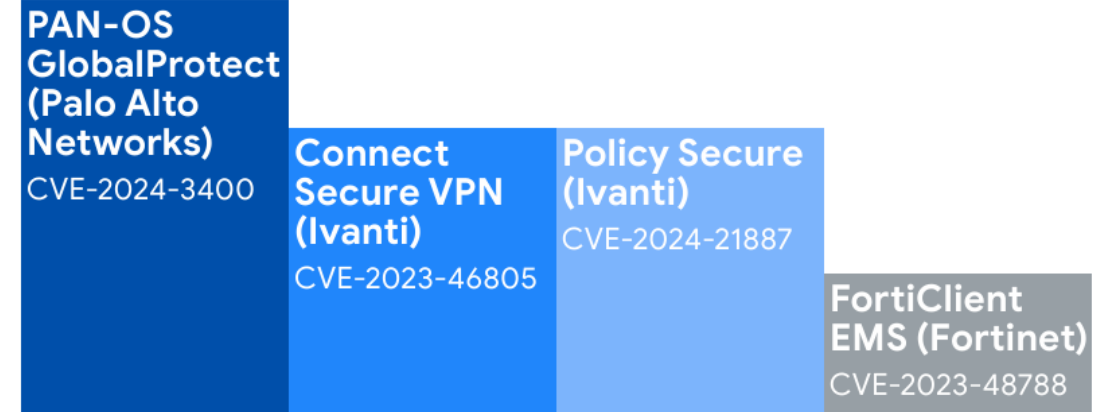 PAN-OS
GlobalProtect
(Palo Alto
Networks)
CVE-2024-3400
Connect
Secure VPN
(Ivanti)
CVE-2023-46805
Policy Secure
(Ivanti)
CVE-2024-21887
FortiClient
EMS (Fortinet)
CVE-2023-48788